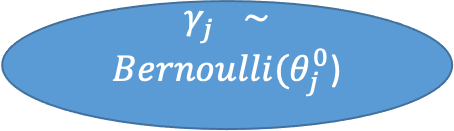 γⱼ ~
Bernoulli(θⱼ⁰)